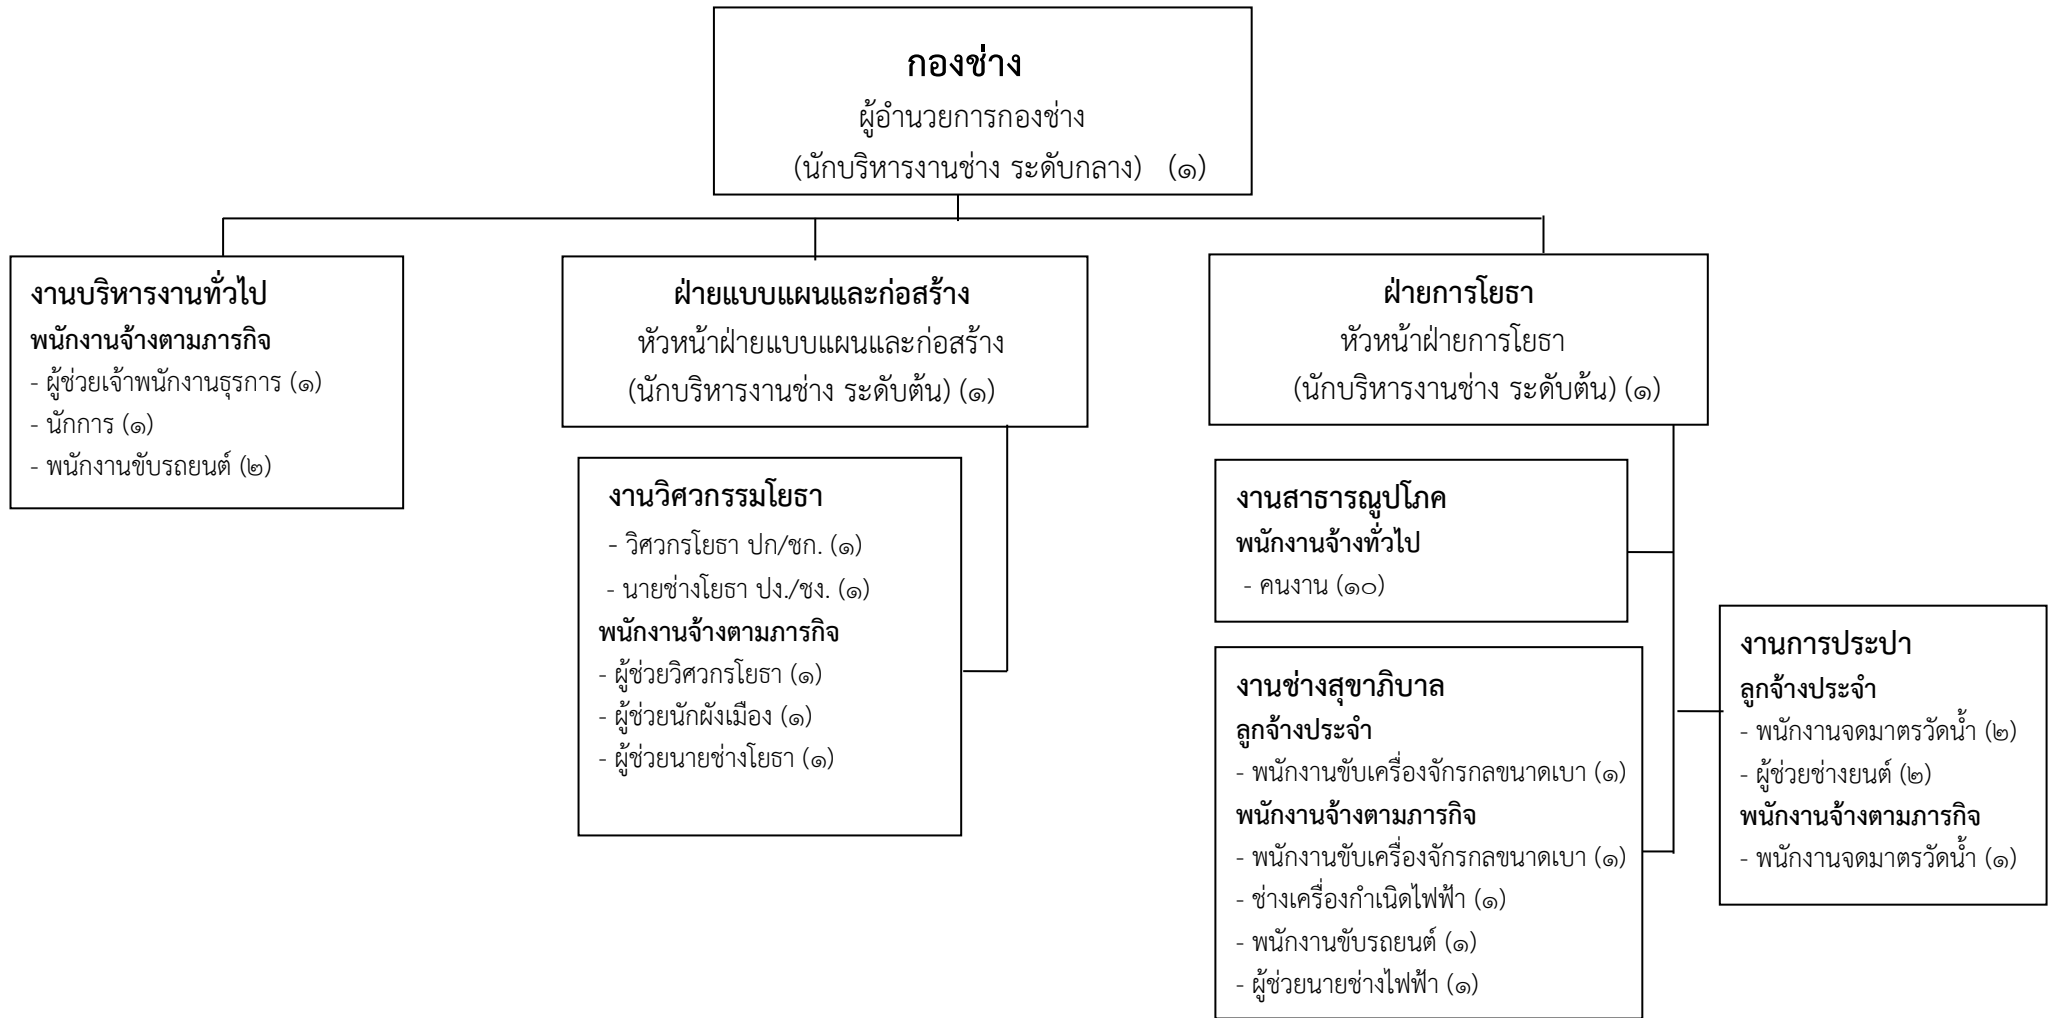 กองช่าง
ผู้อำนวยการกองช่าง
(นักบริหารงานช่าง ระดับกลาง) (๑)
งานบริหารงานทั่วไป
พนักงานจ้างตามภารกิจ
- ผู้ช่วยเจ้าพนักงานธุรการ (๑)
- นักการ (๑)
- พนักงานขับรถยนต์ (๒)
ฝ่ายแบบแผนและก่อสร้าง
หัวหน้าฝ่ายแบบแผนและก่อสร้าง
(นักบริหารงานช่าง ระดับต้น) (๑)
งานวิศวกรรมโยธา
- วิศวกรโยธา ปก/ชก. (๑)
- นายช่างโยธา ปง./ชง. (๑)
พนักงานจ้างตามภารกิจ
- ผู้ช่วยวิศวกรโยธา (๑)
- ผู้ช่วยนักผังเมือง (๑)
- ผู้ช่วยนายช่างโยธา (๑)
ฝ่ายการโยธา
หัวหน้าฝ่ายการโยธา
(นักบริหารงานช่าง ระดับต้น) (๑)
งานสาธารณูปโภค
พนักงานจ้างทั่วไป
- คนงาน (๑๐)
งานช่างสุขาภิบาล
ลูกจ้างประจำ
- พนักงานขับเครื่องจักรกลขนาดเบา (๑)
พนักงานจ้างตามภารกิจ
- พนักงานขับเครื่องจักรกลขนาดเบา (๑)
- ช่างเครื่องกำเนิดไฟฟ้า (๑)
- พนักงานขับรถยนต์ (๑)
- ผู้ช่วยนายช่างไฟฟ้า (๑)
งานการประปา
ลูกจ้างประจำ
- พนักงานจดมาตรวัดน้ำ (๒)
- ผู้ช่วยช่างยนต์ (๒)
พนักงานจ้างตามภารกิจ
- พนักงานจดมาตรวัดน้ำ (๑)